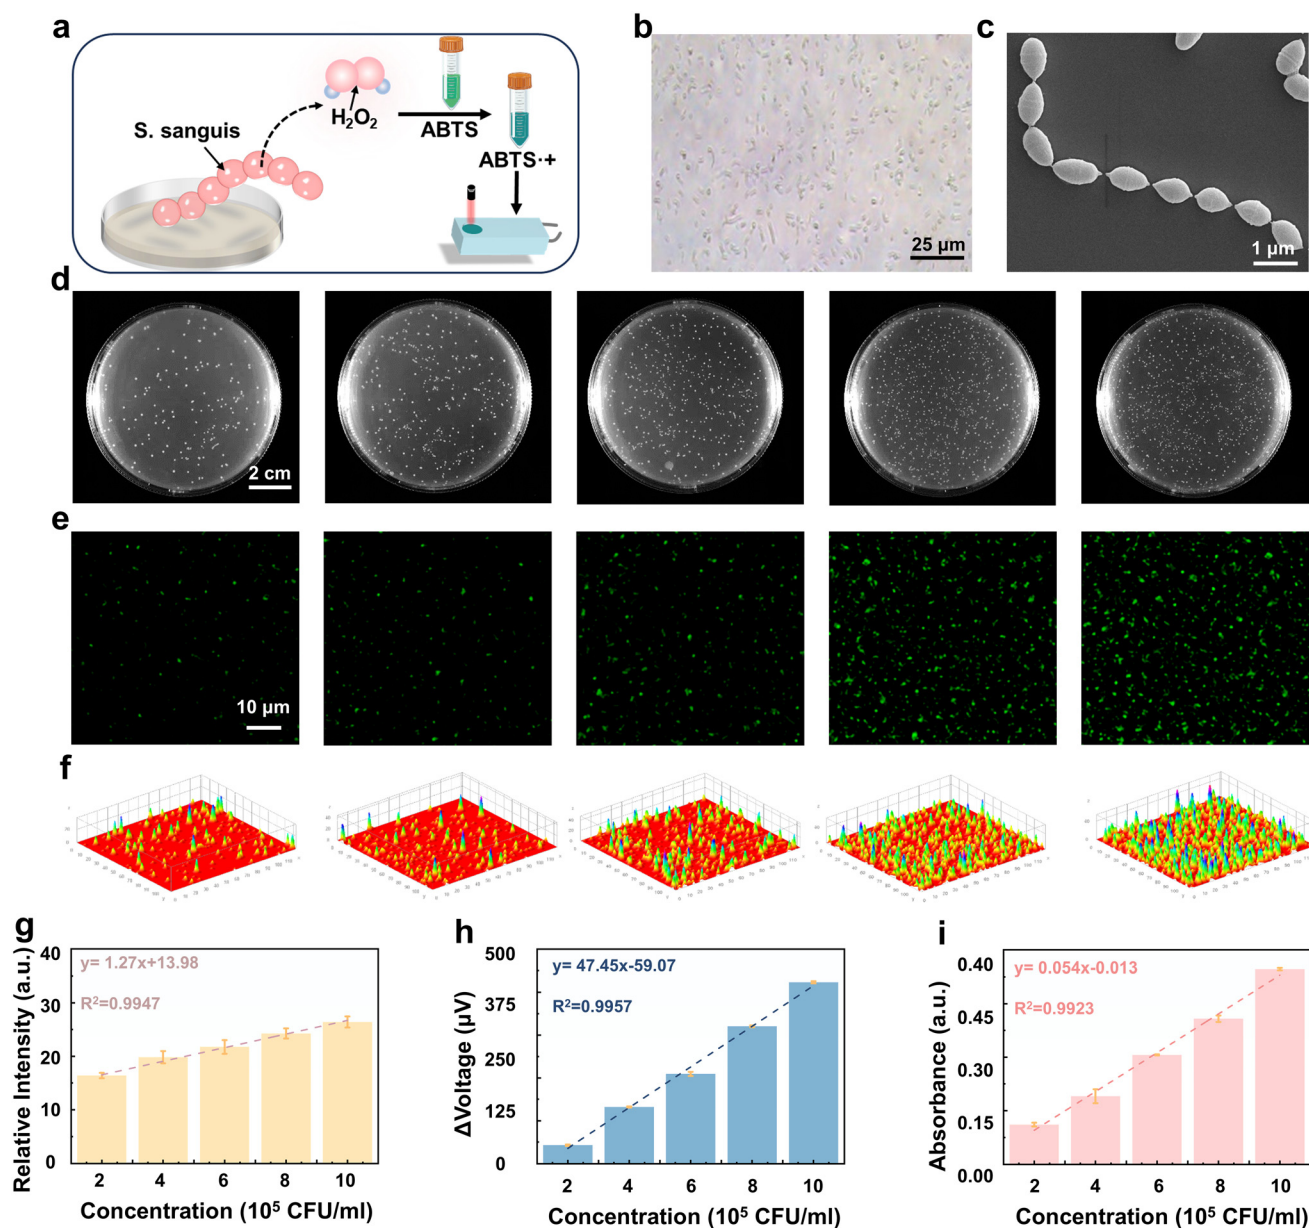 a
S. sanguis
H₂O₂
ABTS
ABTS·+
b
25 μm
c
1 μm
d
2 cm
e
10 μm
f
g
Relative Intensity (a.u.)
40
30
20
10
0
y= 1.27x+13.98
R²=0.9947
2 4 6 8 10
Concentration (10⁵ CFU/ml)
h
ΔVoltage (μV)
500
375
250
125
0
y= 47.45x-59.07
R²=0.9957
2 4 6 8 10
Concentration (10⁵ CFU/ml)
i
Absorbance (a.u.)
0.40
0.45
0.30
0.15
0.00
y= 0.054x-0.013
R²=0.9923
2 4 6 8 10
Concentration (10⁵ CFU/ml)